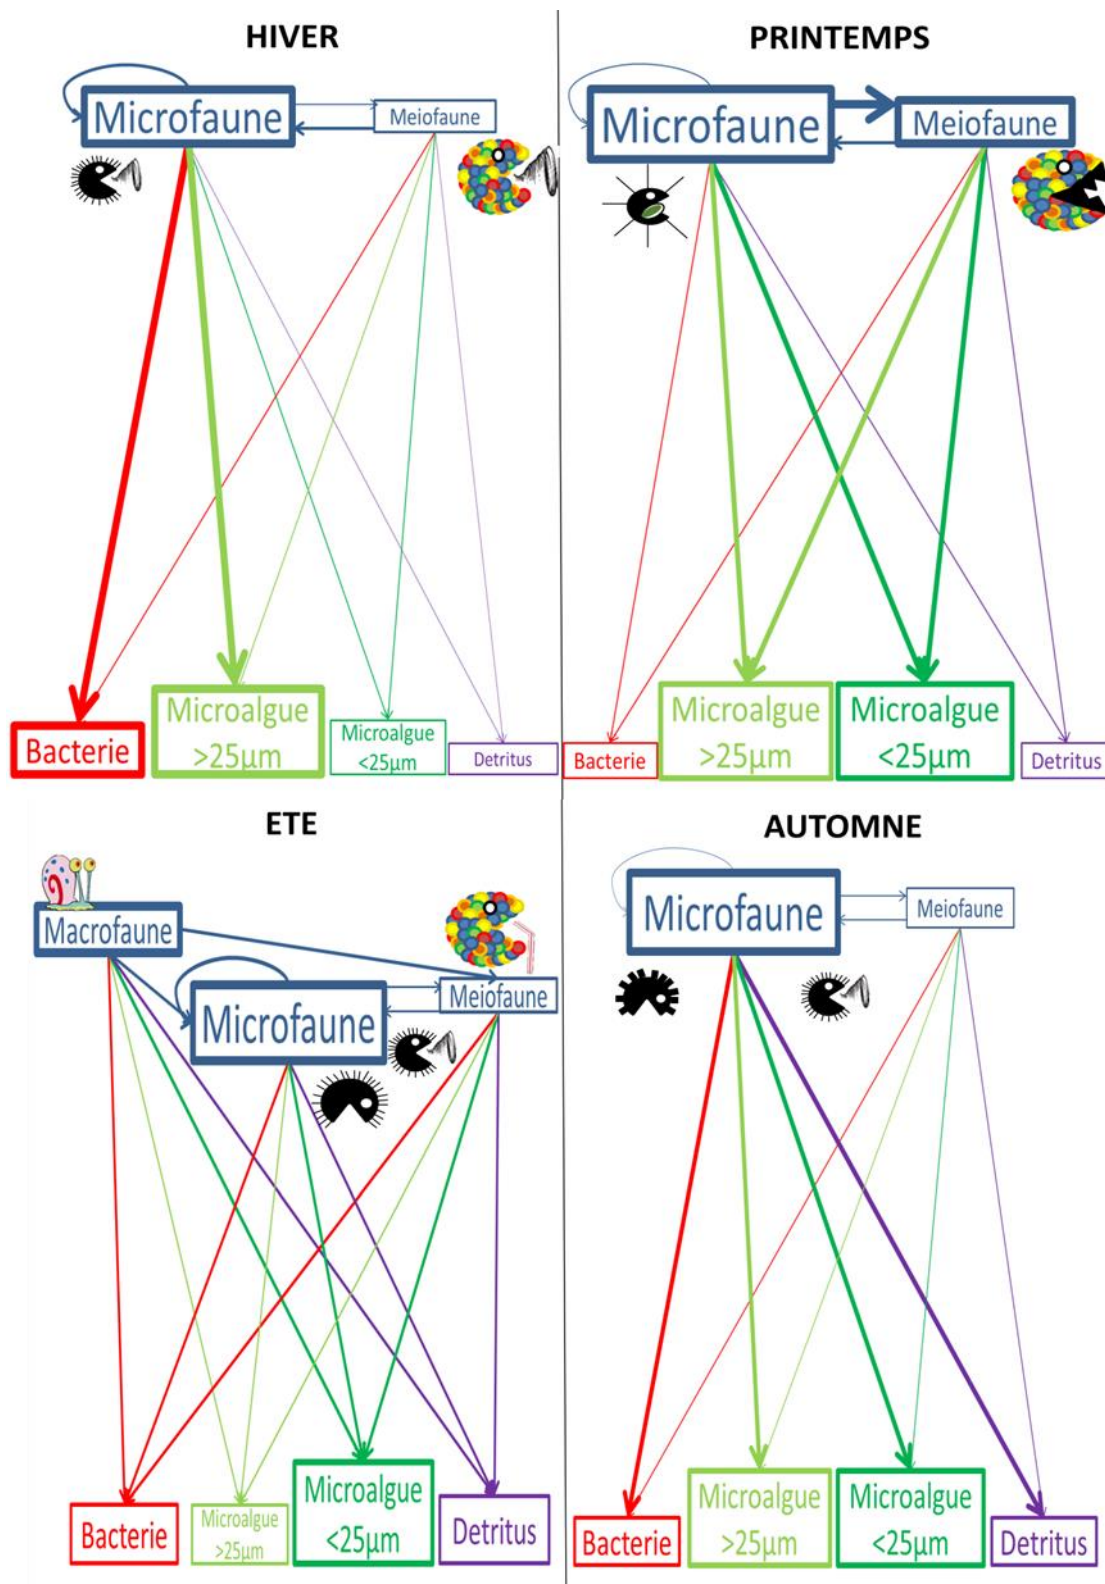 HIVER
Microfaune
Meiofaune
Bacterie
Microalgue
>25µm
Microalgue
<25µm
Detritus
PRINTEMPS
Microfaune
Meiofaune
Bacterie
Microalgue
>25µm
Microalgue
<25µm
Detritus
ETE
Macrofaune
Microfaune
Meiofaune
Bacterie
Microalgue
>25µm
Microalgue
<25µm
Detritus
AUTOMNE
Microfaune
Meiofaune
Bacterie
Microalgue
>25µm
Microalgue
<25µm
Detritus